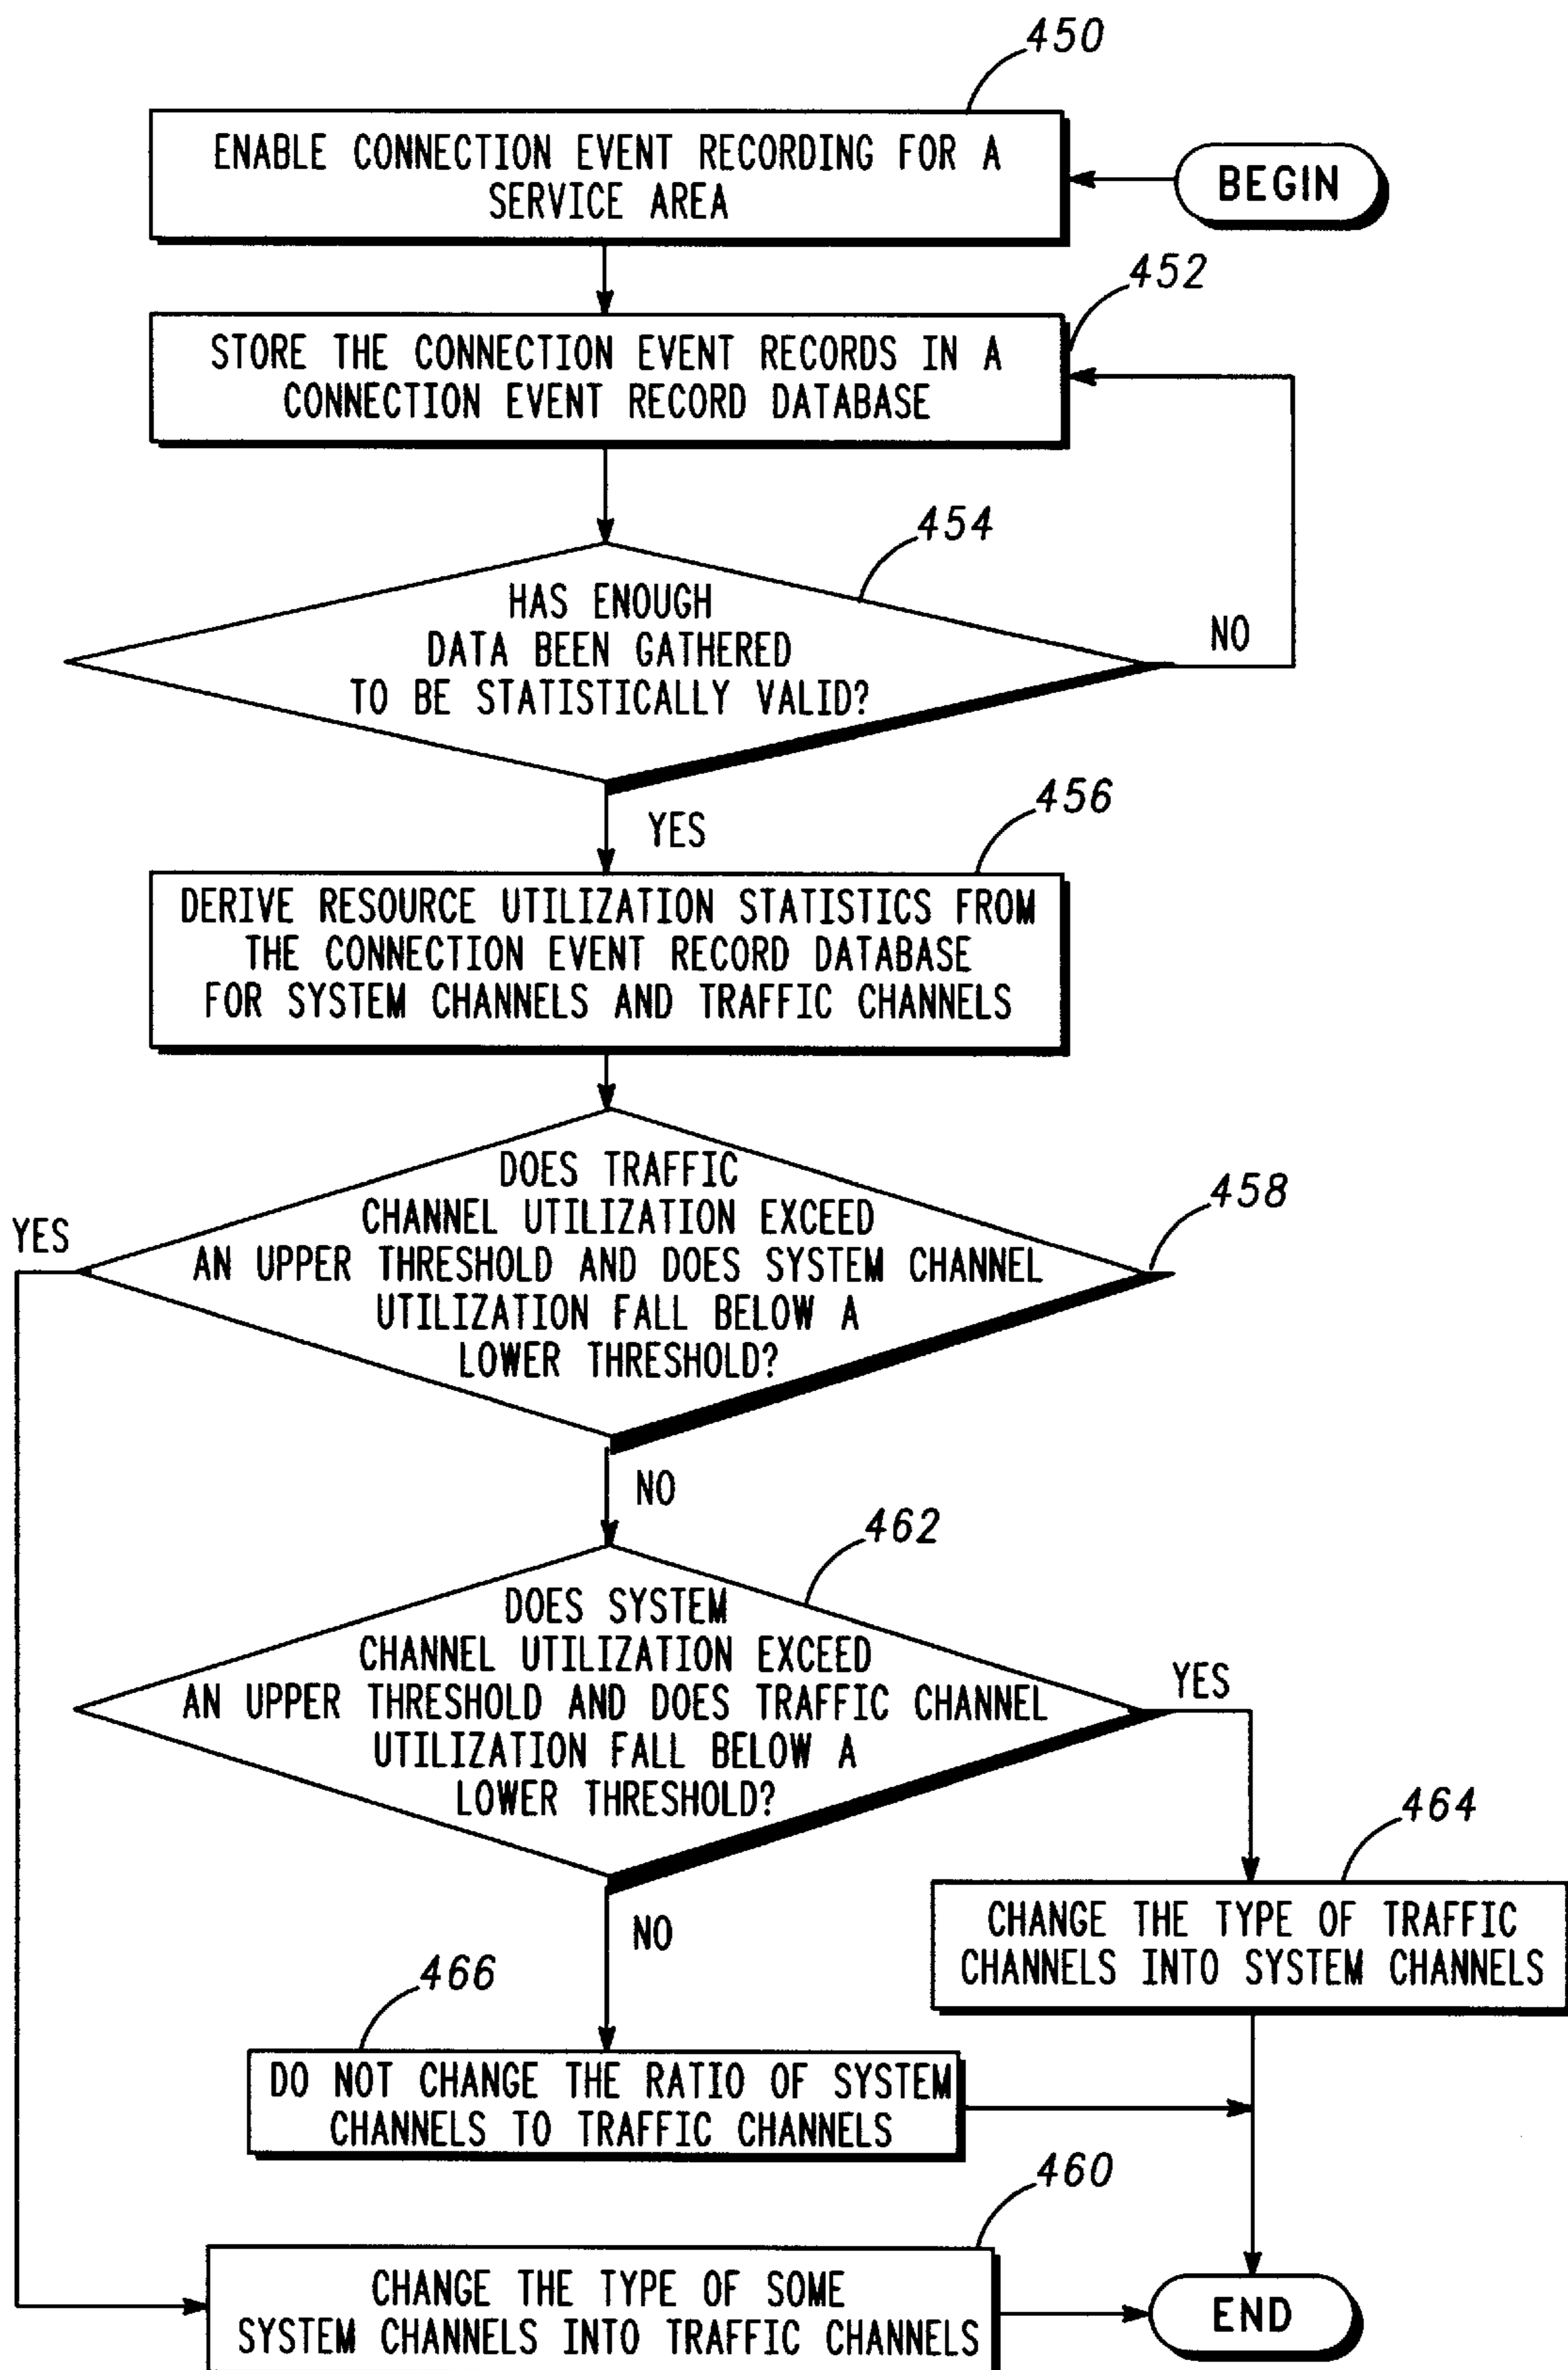 450
ENABLE CONNECTION EVENT RECORDING FOR A
SERVICE AREA
BEGIN
452
STORE THE CONNECTION EVENT RECORDS IN A
CONNECTION EVENT RECORD DATABASE
454
HAS ENOUGH
DATA BEEN GATHERED
TO BE STATISTICALLY VALID?
NO
YES
456
DERIVE RESOURCE UTILIZATION STATISTICS FROM
THE CONNECTION EVENT RECORD DATABASE
FOR SYSTEM CHANNELS AND TRAFFIC CHANNELS
458
DOES TRAFFIC
CHANNEL UTILIZATION EXCEED
AN UPPER THRESHOLD AND DOES SYSTEM CHANNEL
UTILIZATION FALL BELOW A
LOWER THRESHOLD?
YES
NO
462
DOES SYSTEM
CHANNEL UTILIZATION EXCEED
AN UPPER THRESHOLD AND DOES TRAFFIC CHANNEL
UTILIZATION FALL BELOW A
LOWER THRESHOLD?
YES
NO
464
CHANGE THE TYPE OF TRAFFIC
CHANNELS INTO SYSTEM CHANNELS
466
DO NOT CHANGE THE RATIO OF SYSTEM
CHANNELS TO TRAFFIC CHANNELS
460
CHANGE THE TYPE OF SOME
SYSTEM CHANNELS INTO TRAFFIC CHANNELS
END